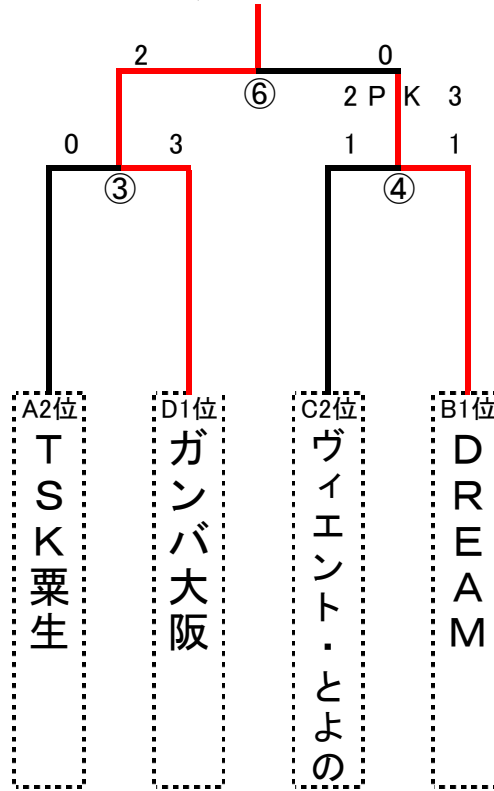 2 0
⑥ 2 P K 3
0 3 1 1
③ ④
A2位 D1位 C2位 B1位
TSK粟生
ガンバ大阪
ヴィエント・とよの
DREAM